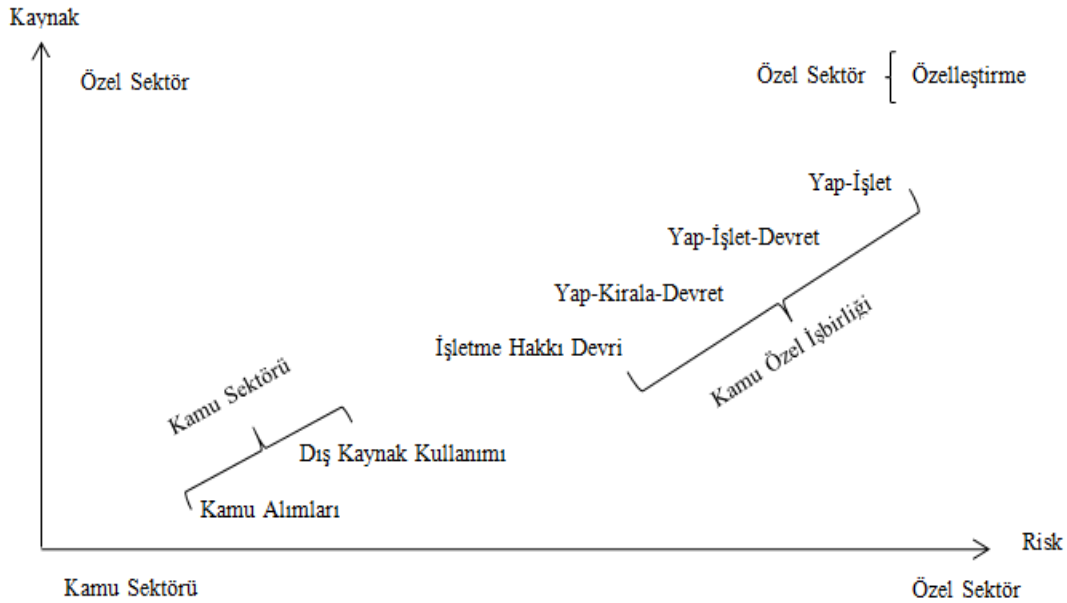 Kaynak
Özel Sektör
Özel Sektör
Özelleştirme
Yap-İşlet
Yap-İşlet-Devret
Yap-Kirala-Devret
İşletme Hakkı Devri
Kamu Özel İşbirliği
Kamu Sektörü
Dış Kaynak Kullanımı
Kamu Alımları
Risk
Kamu Sektörü
Özel Sektör